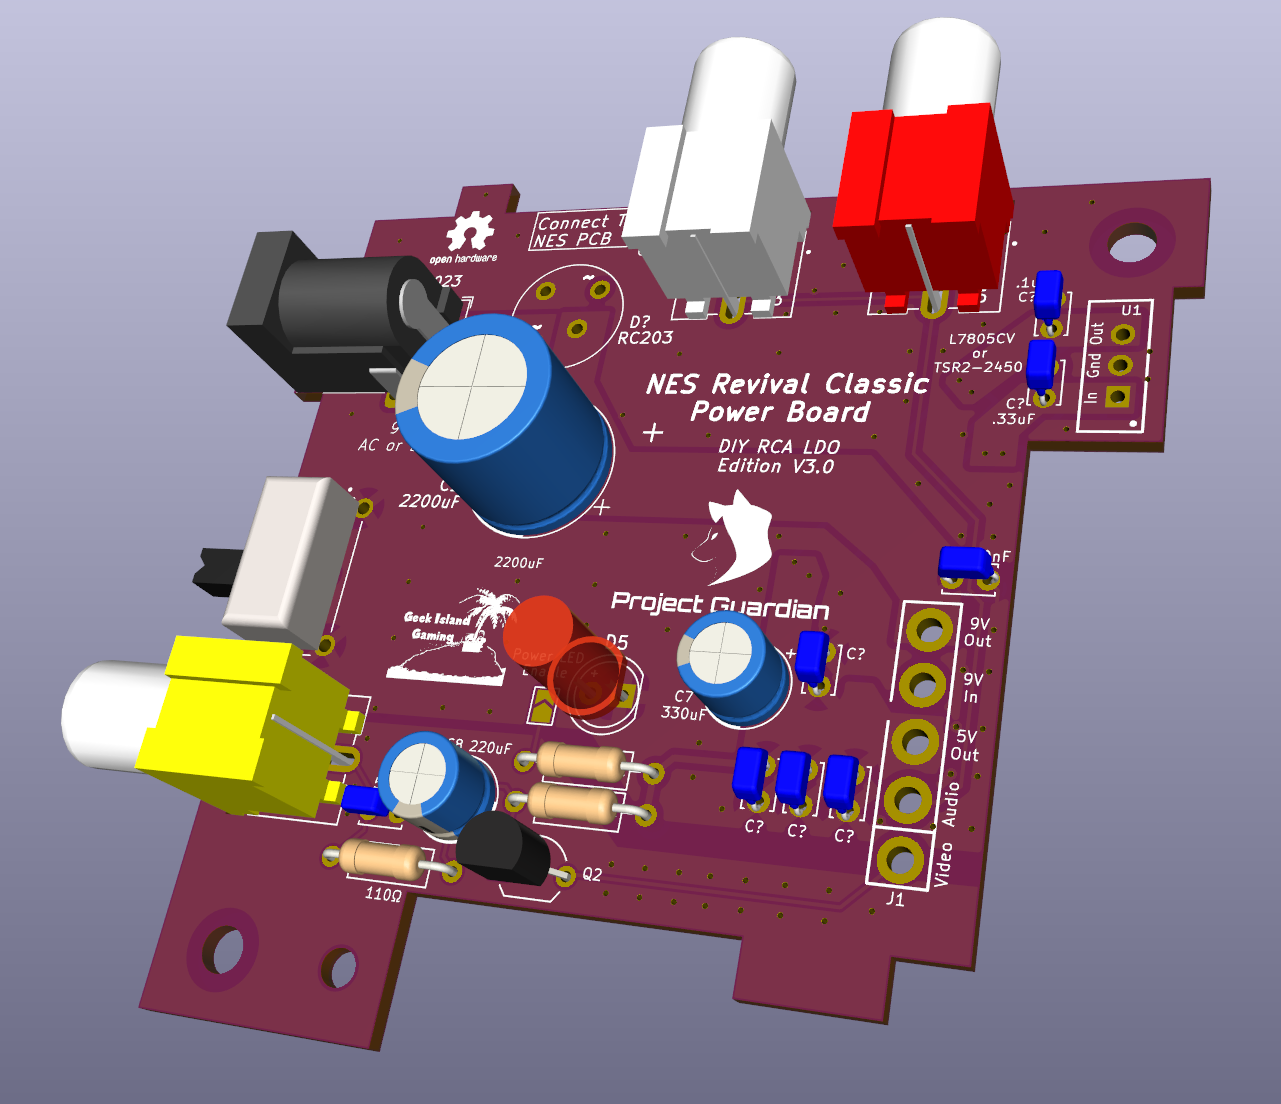 Connect T
NES PCB
open hardware
023
~
~
D?
RC203
.1u
C?
U1
Out
Gnd
In
L7805CV
or
TSR2-2450
C?
.33uF
NES Revival Classic
Power Board
DIY RCA LDO
Edition V3.0
+
9
AC or
2200uF
+
2200uF
nF
Project Guardian
Geek Island
Gaming
Power LED
D5
+
C?
C7
330uF
9V
Out
9V
In
5V
Out
Audio
Video
J1
C8 220uF
C?
C?
C?
Q2
110Ω